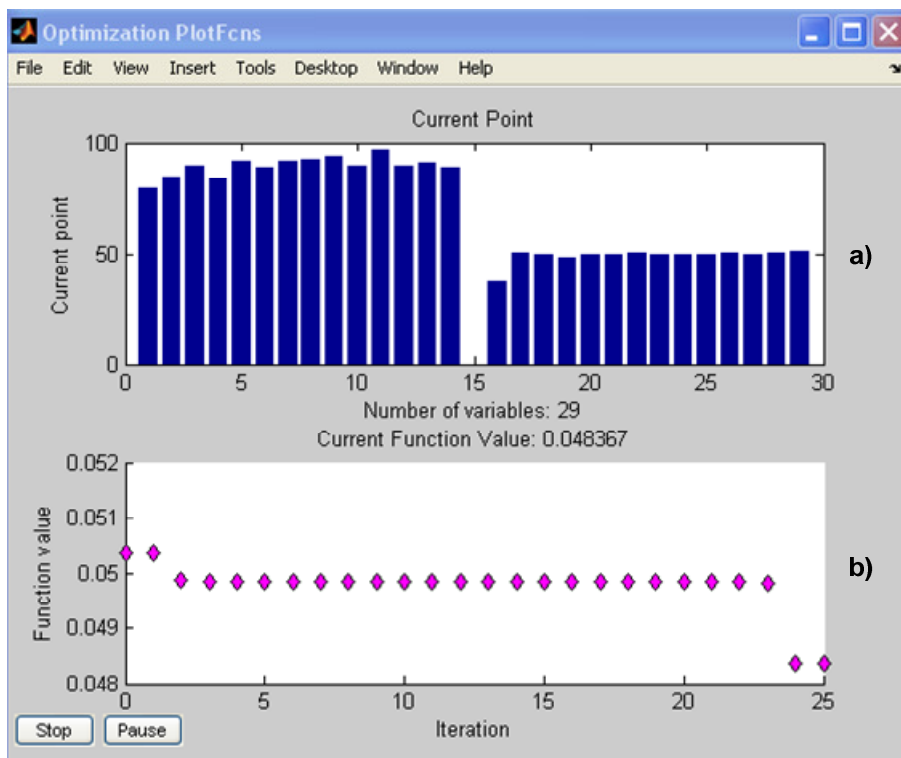 Optimization PlotFcns
File Edit View Insert Tools Desktop Window Help
Current Point
100
50
0
Current point
0 5 10 15 20 25 30
Number of variables: 29
a)
Current Function Value: 0.048367
0.052
0.051
0.05
0.049
0.048
Function value
0 5 10 15 20 25
Iteration
b)
Stop Pause